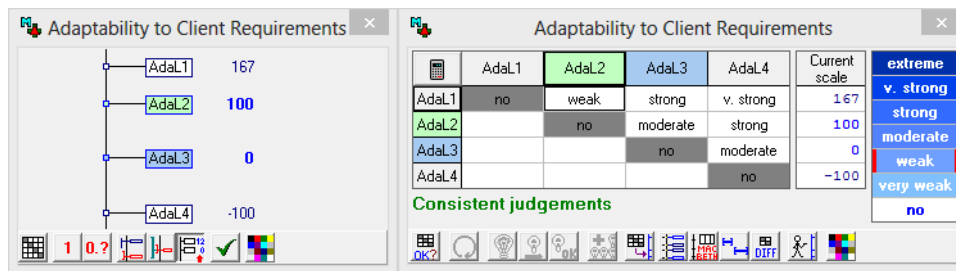 Adaptability to Client Requirements
AdaL1 167
AdaL2 100
AdaL3 0
AdaL4 -100
1 0.?
Adaptability to Client Requirements
AdaL1 AdaL2 AdaL3 AdaL4 Current scale
AdaL1 no weak strong v. strong 167
AdaL2 no moderate strong 100
AdaL3 no moderate 0
AdaL4 no -100
extreme
v. strong
strong
moderate
weak
very weak
no
Consistent judgements
OK? OK MAC BETH DIFF